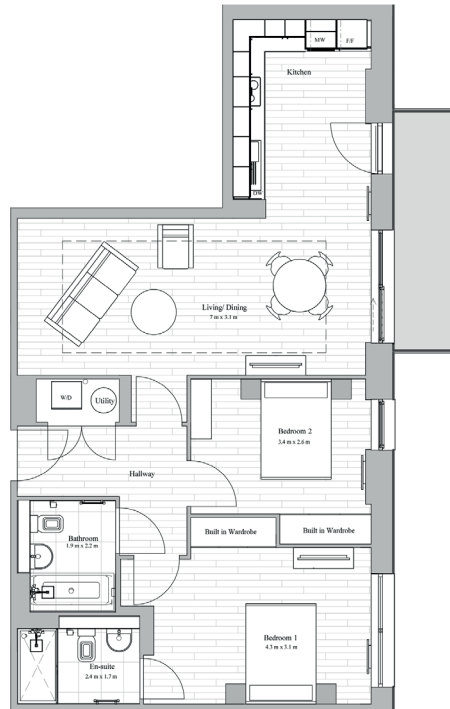 MW
F/F
Kitchen
DW
Living/ Dining
7 m x 3.1 m
W/D
Utility
Bedroom 2
3.4 m x 2.6 m
Hallway
Built in Wardrobe
Built in Wardrobe
Bathroom
1.9 m x 2.2 m
Bedroom 1
4.3 m x 3.1 m
En-suite
2.4 m x 1.7 m